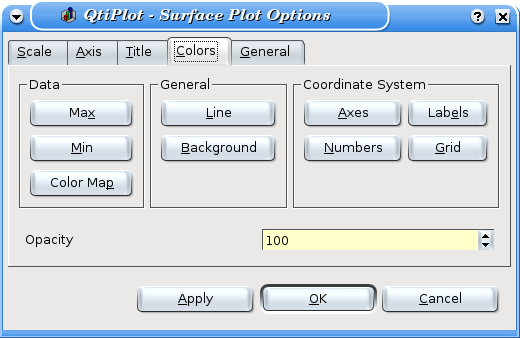 QtiPlot - Surface Plot Options
?
Scale Axis Title Colors General
Data General Coordinate System
Max Line Axes Labels
Min Background Numbers Grid
Color Map
Opacity 100
Apply OK Cancel